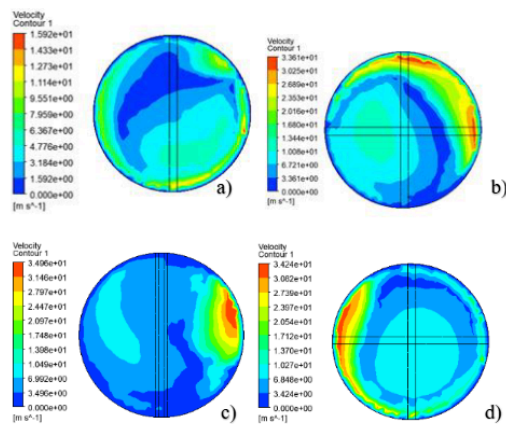 Velocity
Contour 1
1.592e+01
1.433e+01
1.273e+01
1.114e+01
9.551e+00
7.959e+00
6.367e+00
4.776e+00
3.184e+00
1.592e+00
0.000e+00
[m s^-1]
a)
Velocity
Contour 1
3.361e+01
3.025e+01
2.689e+01
2.353e+01
2.016e+01
1.680e+01
1.344e+01
1.008e+01
6.721e+00
3.361e+00
0.000e+00
[m s^-1]
b)
Velocity
Contour 1
3.496e+01
3.146e+01
2.797e+01
2.447e+01
2.097e+01
1.748e+01
1.398e+01
1.049e+01
6.992e+00
3.496e+00
0.000e+00
[m s^-1]
c)
Velocity
Contour 1
3.424e+01
3.082e+01
2.739e+01
2.397e+01
2.054e+01
1.712e+01
1.370e+01
1.027e+01
6.848e+00
3.424e+00
0.000e+00
[m s^-1]
d)